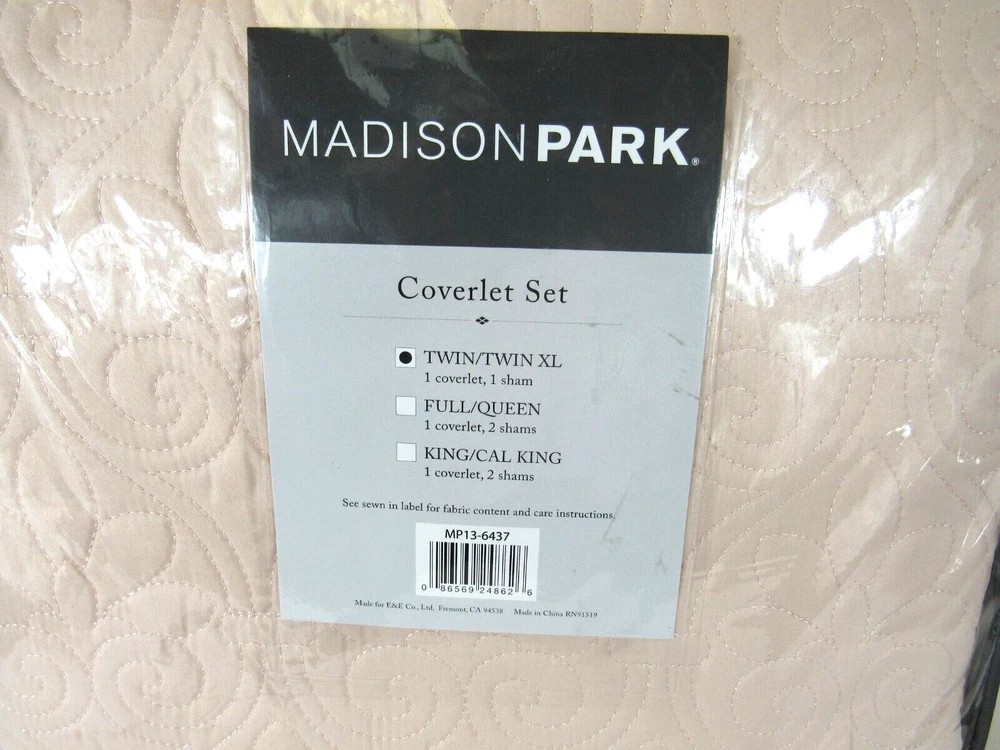 MADISONPARK®
Coverlet Set
TWIN/TWIN XL
1 coverlet, 1 sham
FULL/QUEEN
1 coverlet, 2 shams
KING/CAL KING
1 coverlet, 2 shams
See sewn in label for fabric content and care instructions.
MP13-6437
0 86569 24862 6
Made for E&E Co., Ltd, Fremont, CA 94538 Made in China RN91519